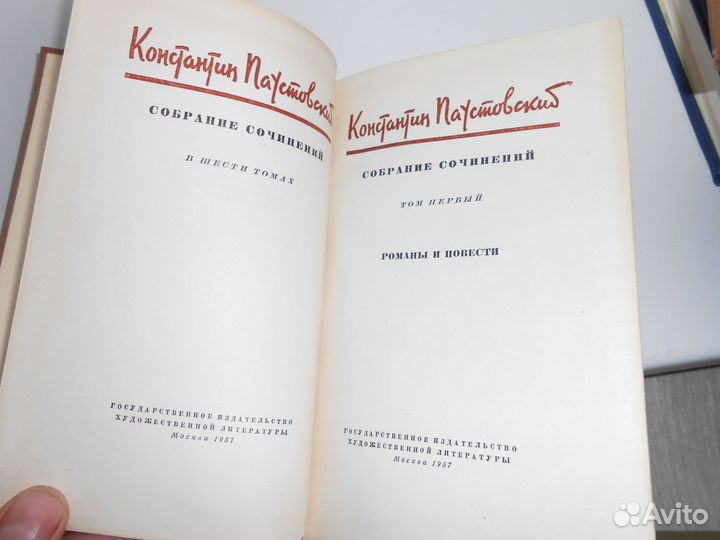 Константин Паустовский
СОБРАНИЕ СОЧИНЕНИЙ
В ШЕСТИ ТОМАХ
ГОСУДАРСТВЕННОЕ ИЗДАТЕЛЬСТВО
ХУДОЖЕСТВЕННОЙ ЛИТЕРАТУРЫ
Москва 1957
Константин Паустовский
СОБРАНИЕ СОЧИНЕНИЙ
ТОМ ПЕРВЫЙ
РОМАНЫ И ПОВЕСТИ
ГОСУДАРСТВЕННОЕ ИЗДАТЕЛЬСТВО
ХУДОЖЕСТВЕННОЙ ЛИТЕРАТУРЫ
Москва 1957
Avito